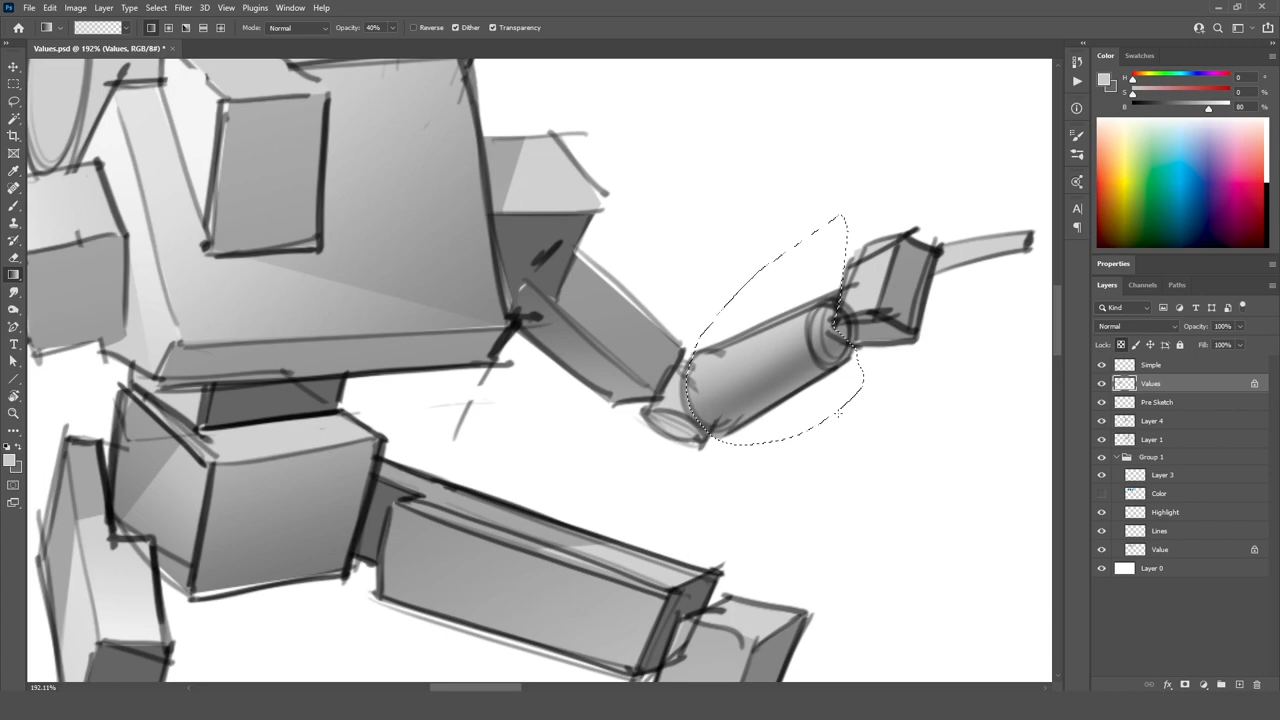 Ps File Edit Image Layer Type Select Filter 3D View Plugins Window Help
Mode: Normal Opacity: 40% Reverse Dither Transparency
Values.psd @ 192% (Values, RGB/8#) * ×
Color Swatches
H 0 °
S 0 %
B 80 %
Properties
Layers Channels Paths
Kind
Normal Opacity: 100%
Lock: Fill: 100%
Simple
Values
Pre Sketch
Layer 4
Layer 1
Group 1
Layer 3
Color
Highlight
Lines
Value
Layer 0
192.11%